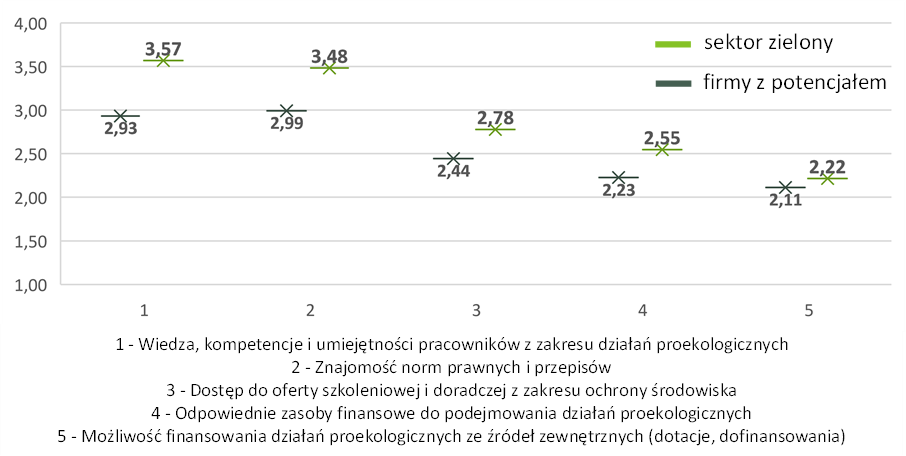 4,00
3,50
3,00
2,50
2,00
1,50
1,00
sektor zielony
firmy z potencjałem
3,57
3,48
2,78
2,55
2,22
2,93
2,99
2,44
2,23
2,11
1 2 3 4 5
1 - Wiedza, kompetencje i umiejętności pracowników z zakresu działań proekologicznych
2 - Znajomość norm prawnych i przepisów
3 - Dostęp do oferty szkoleniowej i doradczej z zakresu ochrony środowiska
4 - Odpowiednie zasoby finansowe do podejmowania działań proekologicznych
5 - Możliwość finansowania działań proekologicznych ze źródeł zewnętrznych (dotacje, dofinansowania)